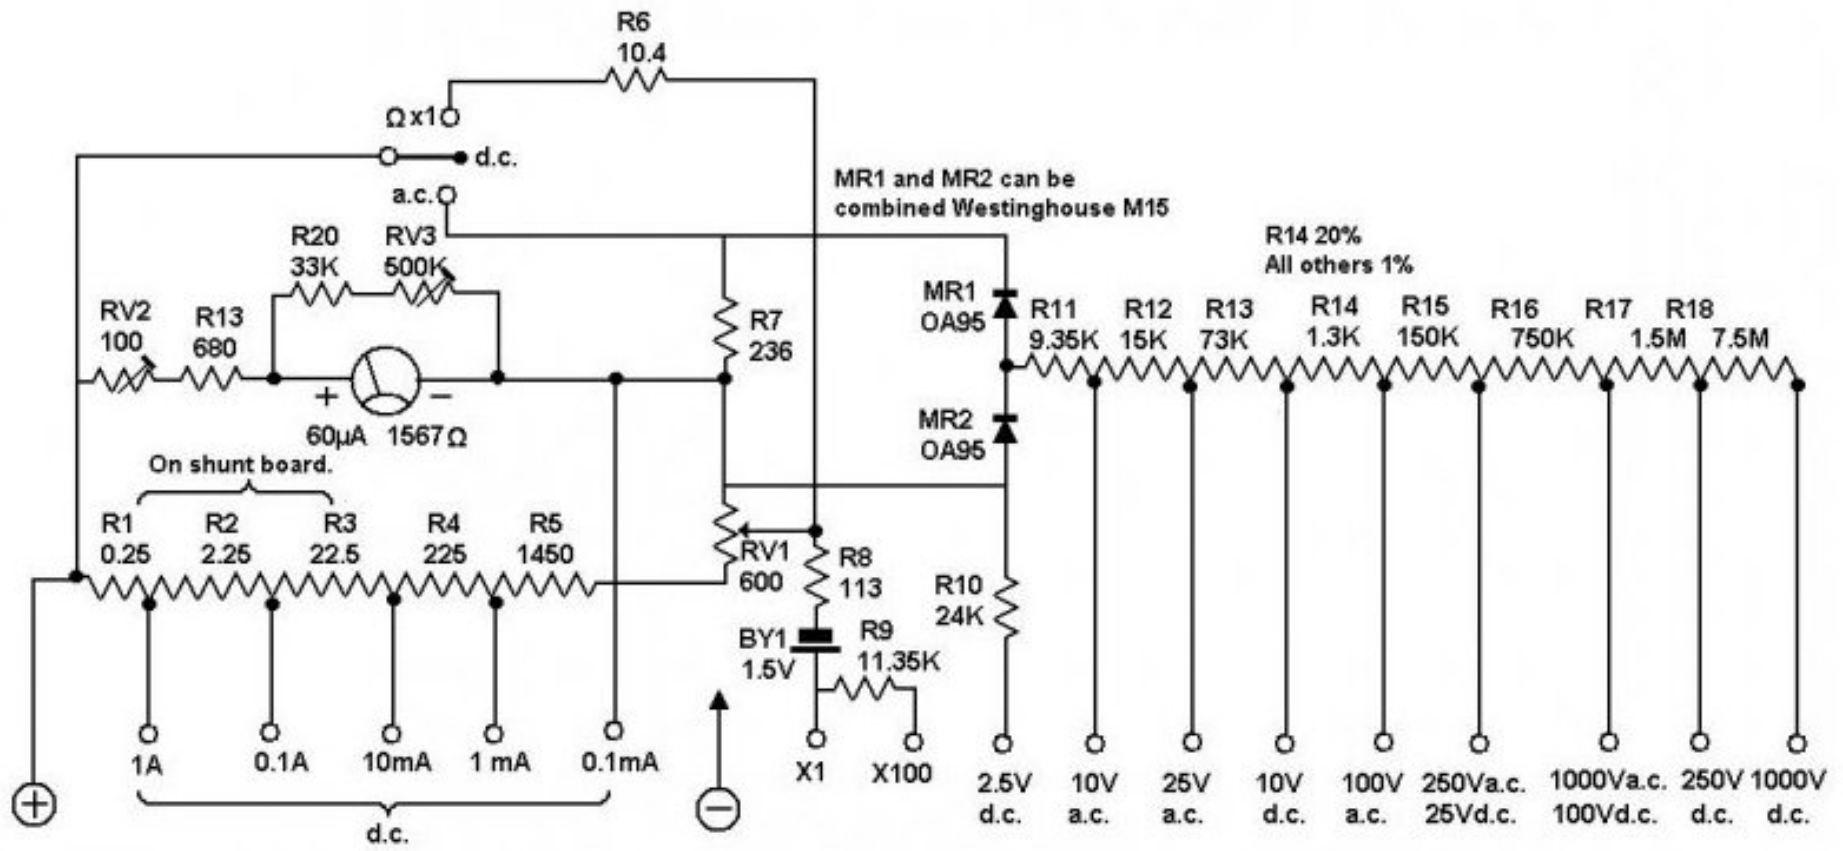 R6
10.4
Ω x1
d.c.
a.c.
MR1 and MR2 can be
combined Westinghouse M15
R20
33K
RV3
500K
RV2
100
R13
680
+
−
60µA
1567 Ω
R7
236
R14 20%
All others 1%
MR1
OA95
MR2
OA95
R11
9.35K
R12
15K
R13
73K
R14
1.3K
R15
150K
R16
750K
R17
1.5M
R18
7.5M
On shunt board.
R1
0.25
R2
2.25
R3
22.5
R4
225
R5
1450
RV1
600
R8
113
BY1
1.5V
R9
11.35K
R10
24K
+
1A
0.1A
10mA
1 mA
0.1mA
d.c.
−
X1
X100
2.5V
d.c.
10V
a.c.
25V
a.c.
10V
d.c.
100V
a.c.
250Va.c.
25Vd.c.
1000Va.c.
100Vd.c.
250V
d.c.
1000V
d.c.